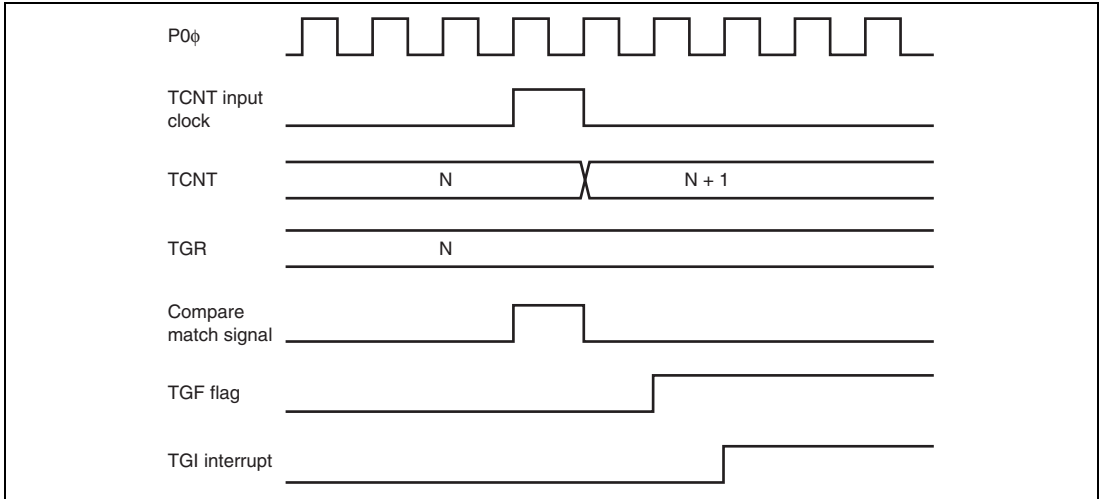 P0ϕ
TCNT input
clock
TCNT
N
N + 1
TGR
N
Compare
match signal
TGF flag
TGI interrupt